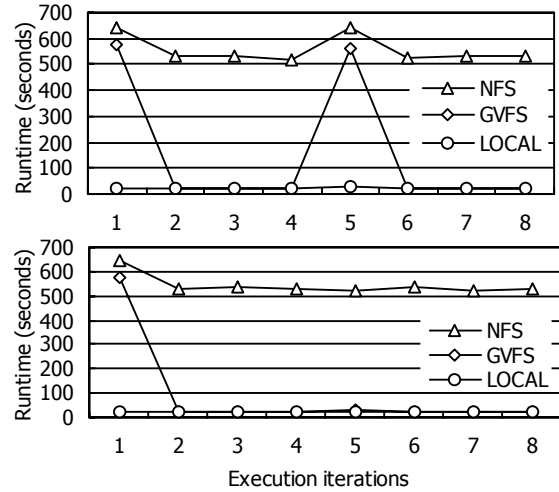 700
600
500
400
300
200
100
0
Runtime (seconds)
NFS
GVFS
LOCAL
1 2 3 4 5 6 7 8
700
600
500
400
300
200
100
0
Runtime (seconds)
NFS
GVFS
LOCAL
1 2 3 4 5 6 7 8
Execution iterations